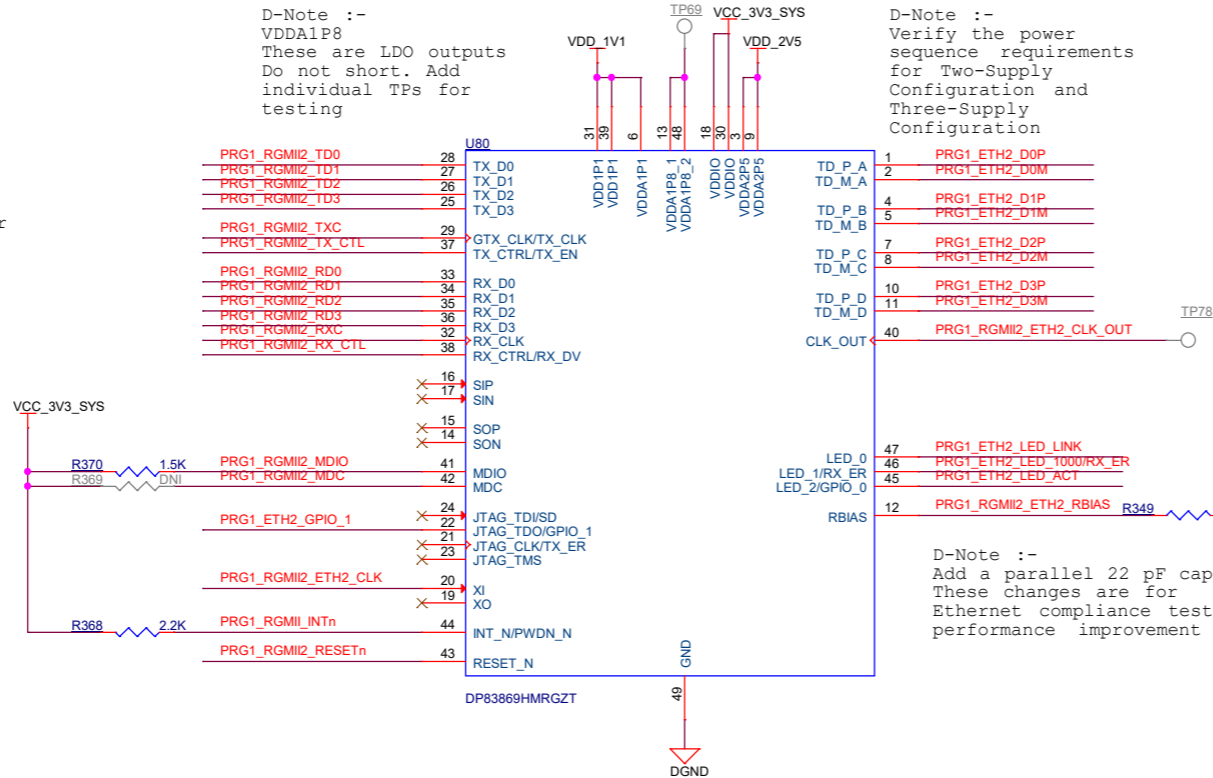 D-Note :-
VDDA1P8
These are LDO outputs
Do not short. Add
individual TPs for
testing
TP69
VCC_3V3_SYS
VDD_1V1
VDD_2V5
D-Note :-
Verify the power
sequence requirements
for Two-Supply
Configuration and
Three-Supply
Configuration
31
39
6
13
48
18
30
3
9
U80
VDD1P1
VDD1P1
VDDA1P1
VDDA1P8_1
VDDA1P8_2
VDDIO
VDDIO
VDDA2P5
VDDA2P5
PRG1_RGMII2_TD0 28 TX_D0
PRG1_RGMII2_TD1 27 TX_D1
PRG1_RGMII2_TD2 26 TX_D2
PRG1_RGMII2_TD3 25 TX_D3
r
PRG1_RGMII2_TXC 29 GTX_CLK/TX_CLK
PRG1_RGMII2_TX_CTL 37 TX_CTRL/TX_EN
PRG1_RGMII2_RD0 33 RX_D0
PRG1_RGMII2_RD1 34 RX_D1
PRG1_RGMII2_RD2 35 RX_D2
PRG1_RGMII2_RD3 36 RX_D3
PRG1_RGMII2_RXC 32 RX_CLK
PRG1_RGMII2_RX_CTL 38 RX_CTRL/RX_DV
16 SIP
17 SIN
15 SOP
14 SON
VCC_3V3_SYS
R370 1.5K PRG1_RGMII2_MDIO 41 MDIO
R369 DNI PRG1_RGMII2_MDC 42 MDC
24 JTAG_TDI/SD
PRG1_ETH2_GPIO_1 22 JTAG_TDO/GPIO_1
21 JTAG_CLK/TX_ER
23 JTAG_TMS
PRG1_RGMII2_ETH2_CLK 20 XI
19 XO
R368 2.2K PRG1_RGMII_INTn 44 INT_N/PWDN_N
PRG1_RGMII2_RESETn 43 RESET_N
TD_P_A 1 PRG1_ETH2_D0P
TD_M_A 2 PRG1_ETH2_D0M
TD_P_B 4 PRG1_ETH2_D1P
TD_M_B 5 PRG1_ETH2_D1M
TD_P_C 7 PRG1_ETH2_D2P
TD_M_C 8 PRG1_ETH2_D2M
TD_P_D 10 PRG1_ETH2_D3P
TD_M_D 11 PRG1_ETH2_D3M
TP78
CLK_OUT 40 PRG1_RGMII2_ETH2_CLK_OUT
LED_0 47 PRG1_ETH2_LED_LINK
LED_1/RX_ER 46 PRG1_ETH2_LED_1000/RX_ER
LED_2/GPIO_0 45 PRG1_ETH2_LED_ACT
RBIAS 12 PRG1_RGMII2_ETH2_RBIAS R349
D-Note :-
Add a parallel 22 pF cap
These changes are for
Ethernet compliance test
performance improvement
GND
49
DP83869HMRGZT
DGND